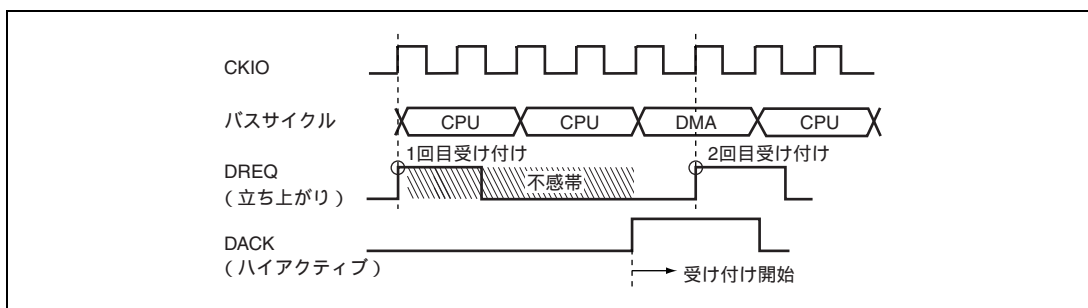 CKIO
バスサイクル
CPU
CPU
DMA
CPU
1回目受け付け
2回目受け付け
DREQ
(立ち上がり)
不感帯
DACK
(ハイアクティブ)
受け付け開始